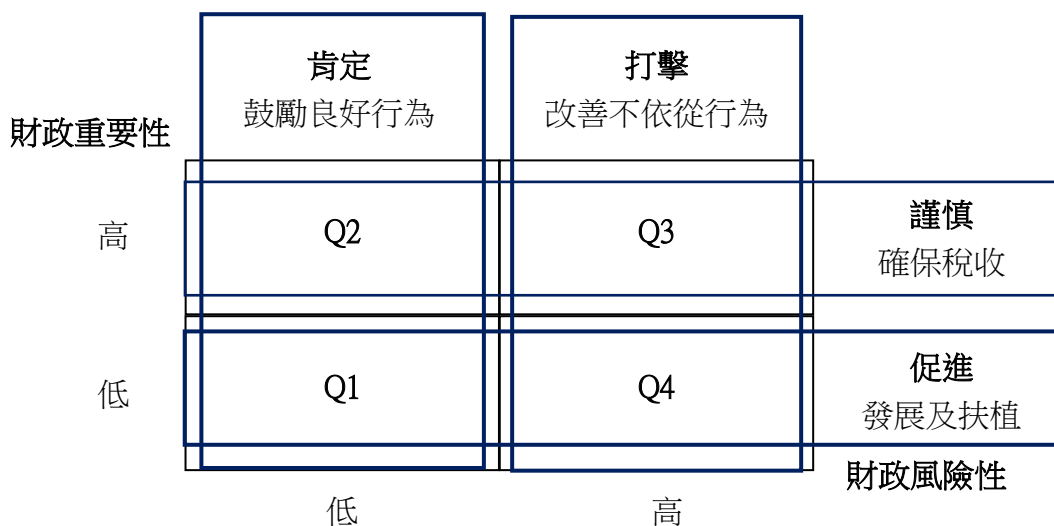 肯定
鼓勵良好行為
打擊
改善不依從行為
財政重要性
高
Q2
Q3
謹慎
確保稅收
低
Q1
Q4
促進
發展及扶植
財政風險性
低
高